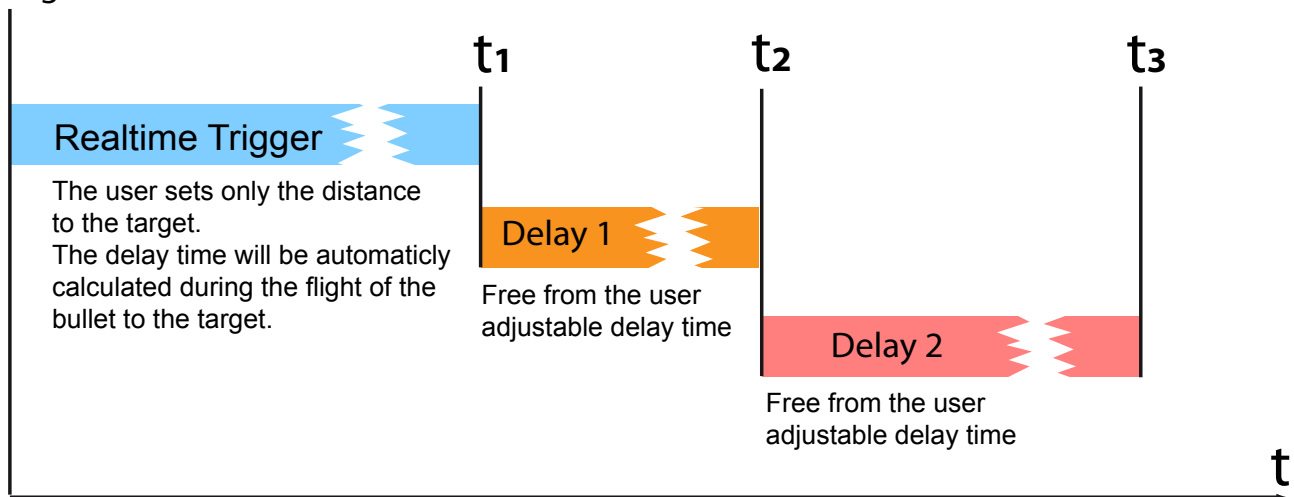 t1
t2
t3
Realtime Trigger
The user sets only the distance
to the target.
The delay time will be automaticly
calculated during the flight of the
bullet to the target.
Delay 1
Free from the user
adjustable delay time
Delay 2
Free from the user
adjustable delay time
t